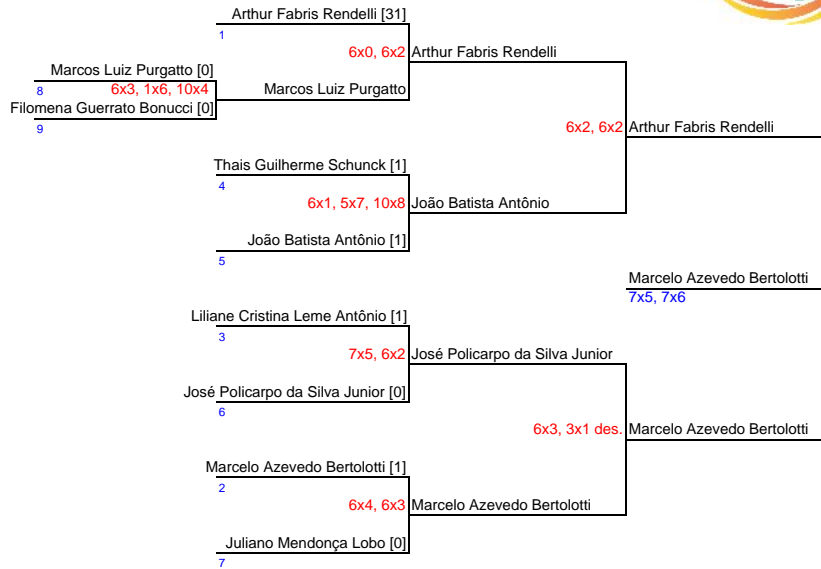 Arthur Fabris Rendelli [31]
1
6x0, 6x2 Arthur Fabris Rendelli
Marcos Luiz Purgatto [0]
8 6x3, 1x6, 10x4 Marcos Luiz Purgatto
Filomena Guerrato Bonucci [0]
9
6x2, 6x2 Arthur Fabris Rendelli
Thais Guilherme Schunck [1]
4
6x1, 5x7, 10x8 João Batista Antônio
João Batista Antônio [1]
5
Marcelo Azevedo Bertolotti
7x5, 7x6
Liliane Cristina Leme Antônio [1]
3
7x5, 6x2 José Policarpo da Silva Junior
José Policarpo da Silva Junior [0]
6
6x3, 3x1 des. Marcelo Azevedo Bertolotti
Marcelo Azevedo Bertolotti [1]
2
6x4, 6x3 Marcelo Azevedo Bertolotti
Juliano Mendonça Lobo [0]
7